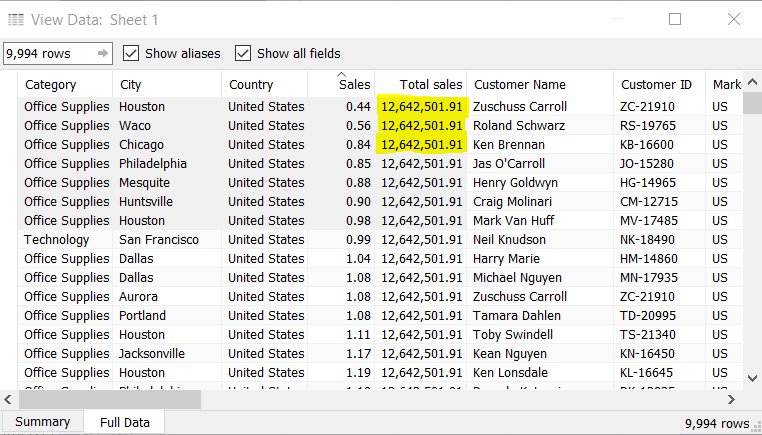 View Data: Sheet 1
9,994 rows Show aliases Show all fields
Category City Country Sales Total sales Customer Name Customer ID Mark
Office Supplies Houston United States 0.44 12,642,501.91 Zuschuss Carroll ZC-21910 US
Office Supplies Waco United States 0.56 12,642,501.91 Roland Schwarz RS-19765 US
Office Supplies Chicago United States 0.84 12,642,501.91 Ken Brennan KB-16600 US
Office Supplies Philadelphia United States 0.85 12,642,501.91 Jas O'Carroll JO-15280 US
Office Supplies Mesquite United States 0.88 12,642,501.91 Henry Goldwyn HG-14965 US
Office Supplies Huntsville United States 0.90 12,642,501.91 Craig Molinari CM-12715 US
Office Supplies Houston United States 0.98 12,642,501.91 Mark Van Huff MV-17485 US
Technology San Francisco United States 0.99 12,642,501.91 Neil Knudson NK-18490 US
Office Supplies Dallas United States 1.04 12,642,501.91 Harry Marie HM-14860 US
Office Supplies Dallas United States 1.08 12,642,501.91 Michael Nguyen MN-17935 US
Office Supplies Aurora United States 1.08 12,642,501.91 Zuschuss Carroll ZC-21910 US
Office Supplies Portland United States 1.08 12,642,501.91 Tamara Dahlen TD-20995 US
Office Supplies Houston United States 1.11 12,642,501.91 Toby Swindell TS-21340 US
Office Supplies Jacksonville United States 1.17 12,642,501.91 Kean Nguyen KN-16450 US
Office Supplies Houston United States 1.19 12,642,501.91 Ken Lonsdale KL-16645 US
Office Supplies Philadelphia United States 12,642,501.91 US
Summary Full Data 9,994 rows